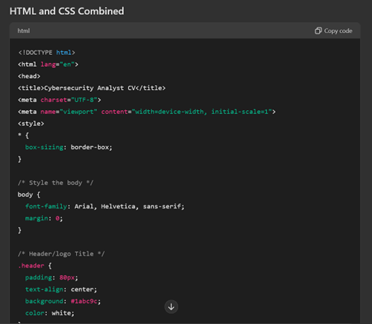 HTML and CSS Combined
html
Copy code
<!DOCTYPE html>
<html lang="en">
<head>
<title>Cybersecurity Analyst CV</title>
<meta charset="UTF-8">
<meta name="viewport" content="width=device-width, initial-scale=1">
<style>
* {
  box-sizing: border-box;
}

/* Style the body */
body {
  font-family: Arial, Helvetica, sans-serif;
  margin: 0;
}

/* Header/logo Title */
.header {
  padding: 80px;
  text-align: center;
  background: #1abc9c;
  color: white;